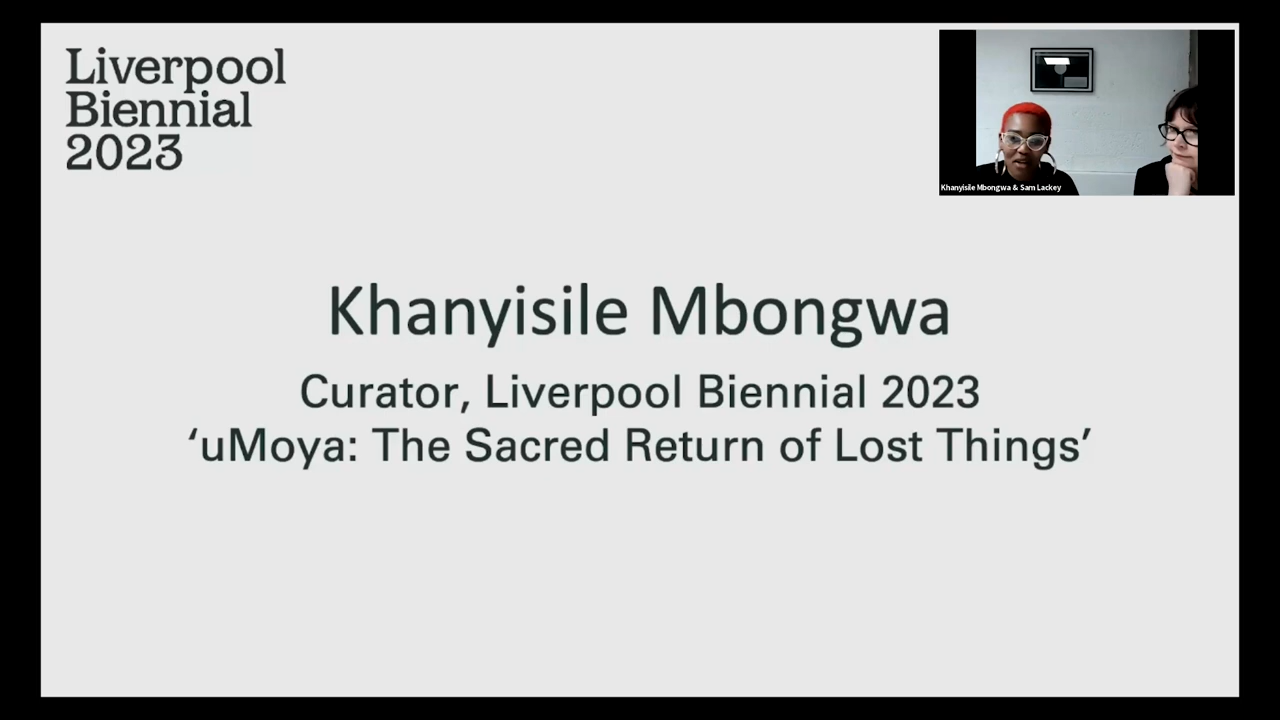 Liverpool
Biennial
2023
Khanyisile Mbongwa & Sam Lackey
Khanyisile Mbongwa
Curator, Liverpool Biennial 2023
‘uMoya: The Sacred Return of Lost Things’